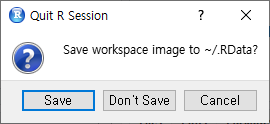 Quit R Session
Save workspace image to ~/.RData?
Save
Don't Save
Cancel